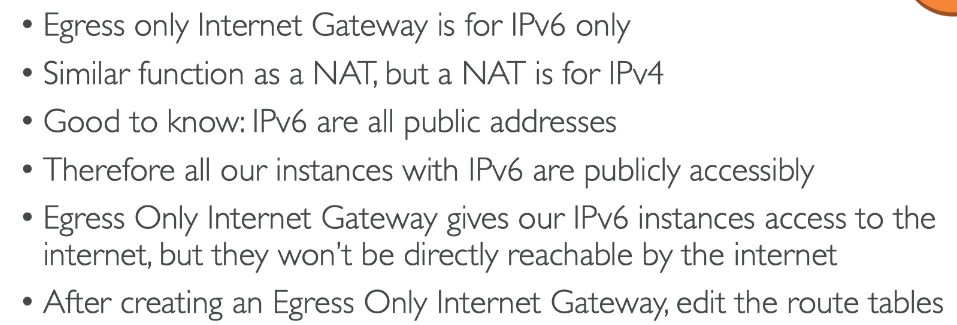 • Egress only Internet Gateway is for IPv6 only
• Similar function as a NAT, but a NAT is for IPv4
• Good to know: IPv6 are all public addresses
• Therefore all our instances with IPv6 are publicly accessibly
• Egress Only Internet Gateway gives our IPv6 instances access to the
internet, but they won't be directly reachable by the internet
• After creating an Egress Only Internet Gateway, edit the route tables